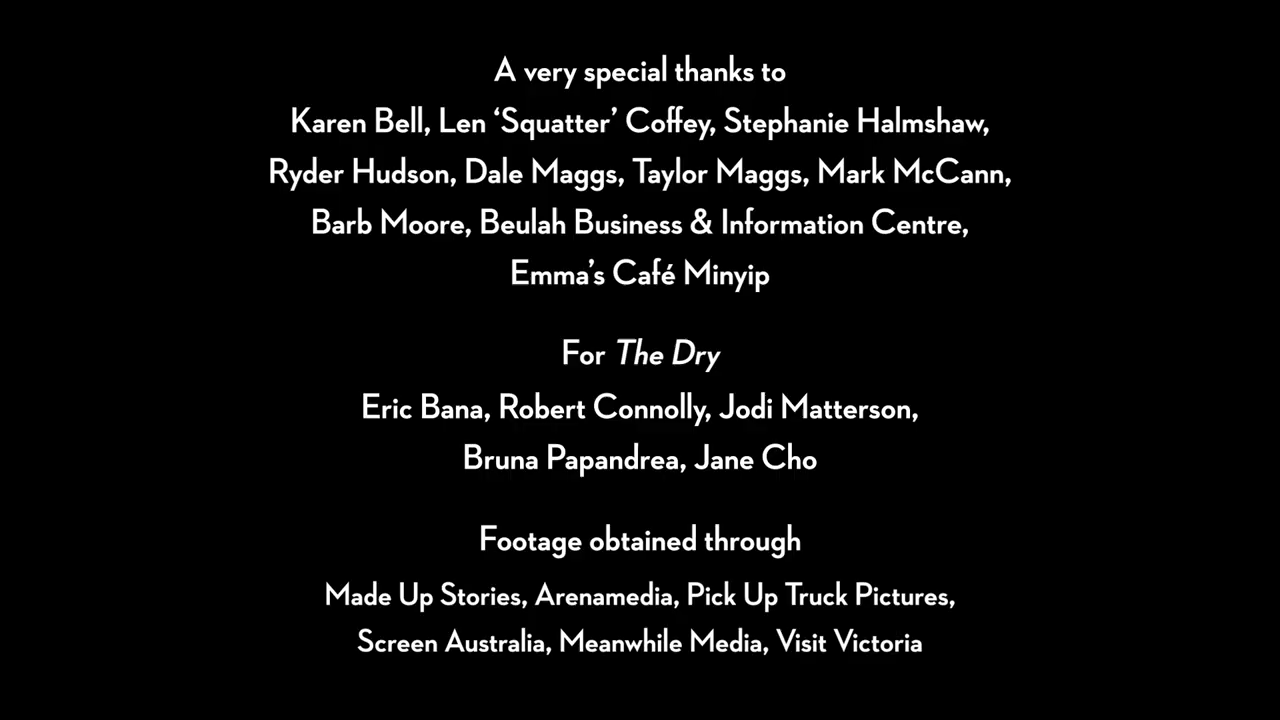 A very special thanks to
Karen Bell, Len ‘Squatter’ Coffey, Stephanie Halmshaw,
Ryder Hudson, Dale Maggs, Taylor Maggs, Mark McCann,
Barb Moore, Beulah Business & Information Centre,
Emma’s Café Minyip
For The Dry
Eric Bana, Robert Connolly, Jodi Matterson,
Bruna Papandrea, Jane Cho
Footage obtained through
Made Up Stories, Arenamedia, Pick Up Truck Pictures,
Screen Australia, Meanwhile Media, Visit Victoria